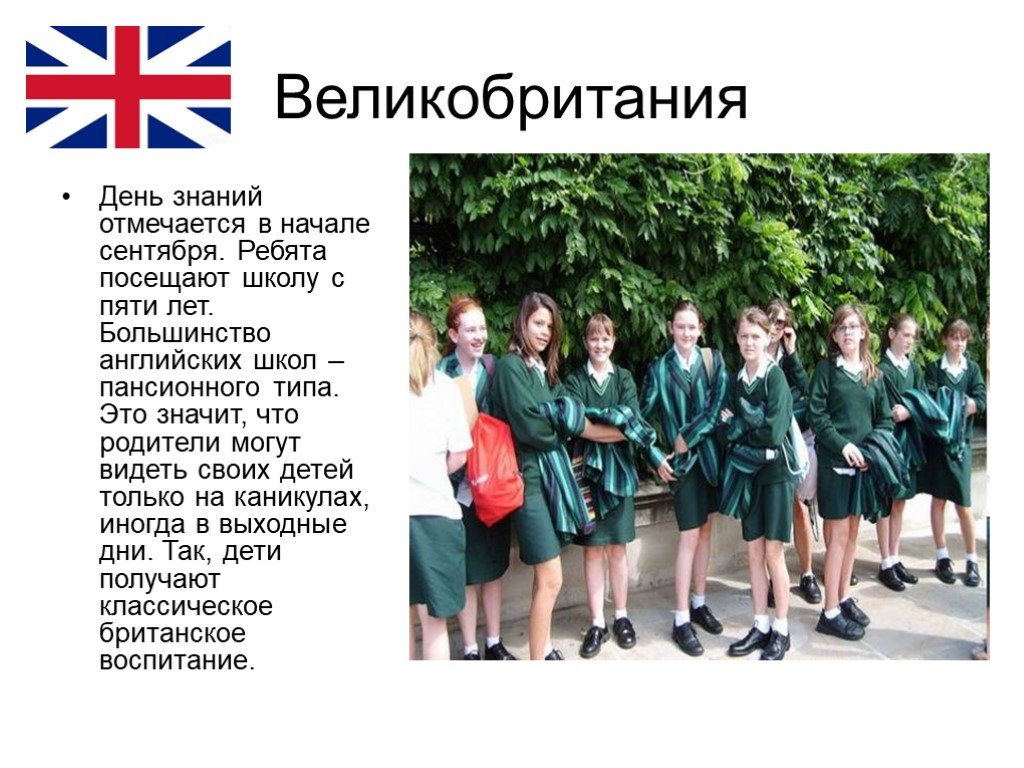 Великобритания
• День знаний
отмечается в начале
сентября. Ребята
посещают школу с
пяти лет.
Большинство
английских школ –
пансионного типа.
Это значит, что
родители могут
видеть своих детей
только на каникулах,
иногда в выходные
дни. Так, дети
получают
классическое
британское
воспитание.